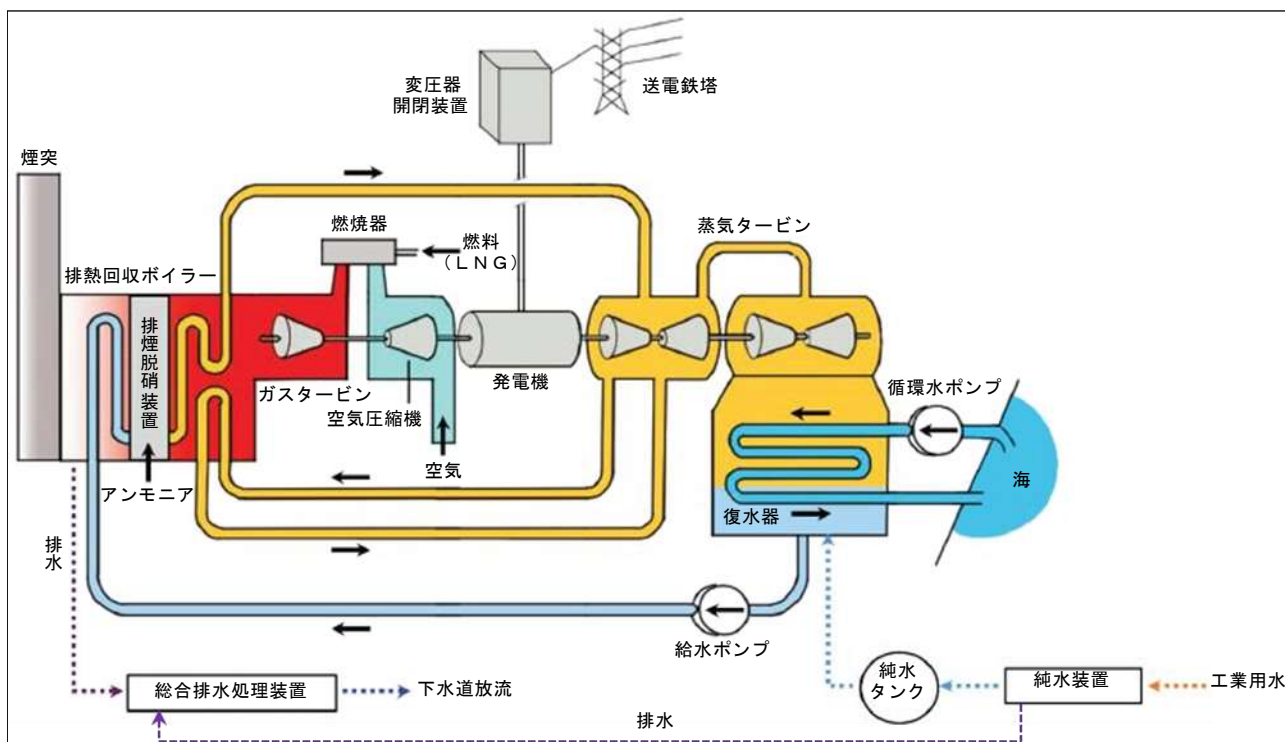 変圧器
開閉装置
送電鉄塔
煙突
燃焼器
燃料
（ＬＮＧ）
蒸気タービン
排熱回収ボイラー
排煙脱硝装置
ガスタービン
空気圧縮機
発電機
循環水ポンプ
空気
アンモニア
海
復水器
排水
給水ポンプ
総合排水処理装置
下水道放流
純水
タンク
純水装置
工業用水
排水